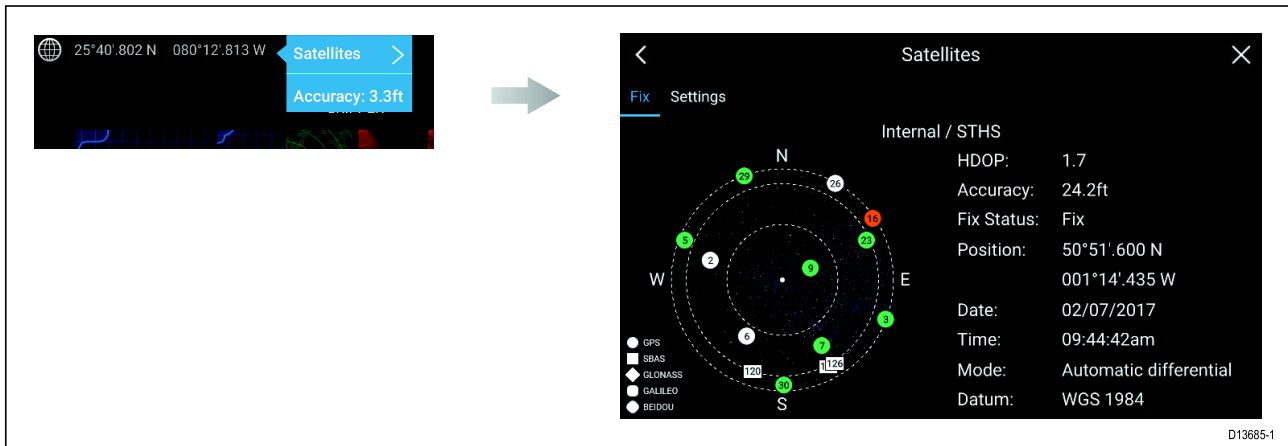 25°40'.802 N 080°12'.813 W
Satellites
Accuracy: 3.3ft
Satellites
Fix Settings
Internal / STHS
HDOP: 1.7
Accuracy: 24.2ft
Fix Status: Fix
Position: 50°51'.600 N
001°14'.435 W
Date: 02/07/2017
Time: 09:44:42am
Mode: Automatic differential
Datum: WGS 1984
N
29
26
16
5
23
2
9
W
E
3
6
7
120
126
30
S
GPS
SBAS
GLONASS
GALILEO
BEIDOU
D13685-1